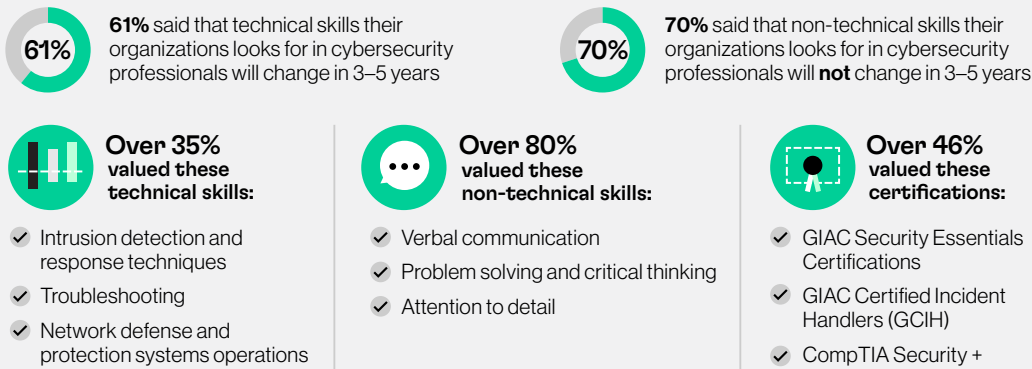 61%
61% said that technical skills their
organizations looks for in cybersecurity
professionals will change in 3–5 years
70%
70% said that non-technical skills their
organizations looks for in cybersecurity
professionals will not change in 3–5 years
Over 35%
valued these
technical skills:
Intrusion detection and
response techniques
Troubleshooting
Network defense and
protection systems operations
Over 80%
valued these
non-technical skills:
Verbal communication
Problem solving and critical thinking
Attention to detail
Over 46%
valued these
certifications:
GIAC Security Essentials
Certifications
GIAC Certified Incident
Handlers (GCIH)
CompTIA Security +